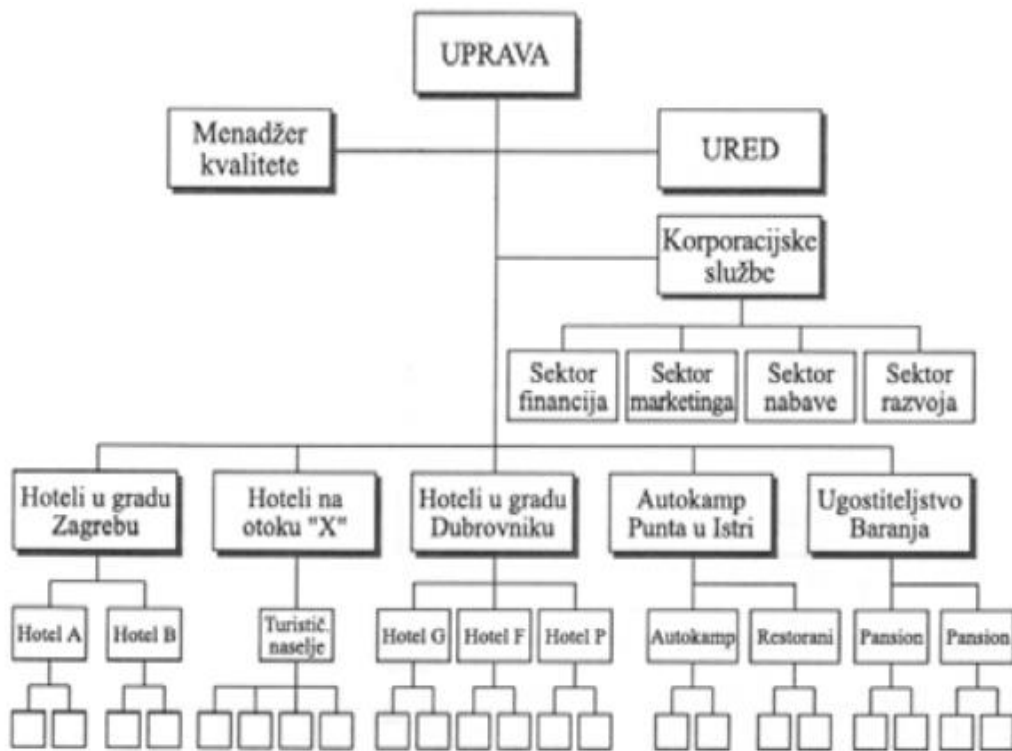 UPRAVA
Menadžer
kvalitete
URED
Korporacijske
službe
Sektor
financija
Sektor
marketinga
Sektor
nabave
Sektor
razvoja
Hoteli u gradu
Zagrebu
Hoteli na
otoku "X"
Hoteli u gradu
Dubrovniku
Autokamp
Punta u Istri
Ugostiteljstvo
Baranja
Hotel A
Hotel B
Turistič.
naselje
Hotel G
Hotel F
Hotel P
Autokamp
Restorani
Pansion
Pansion